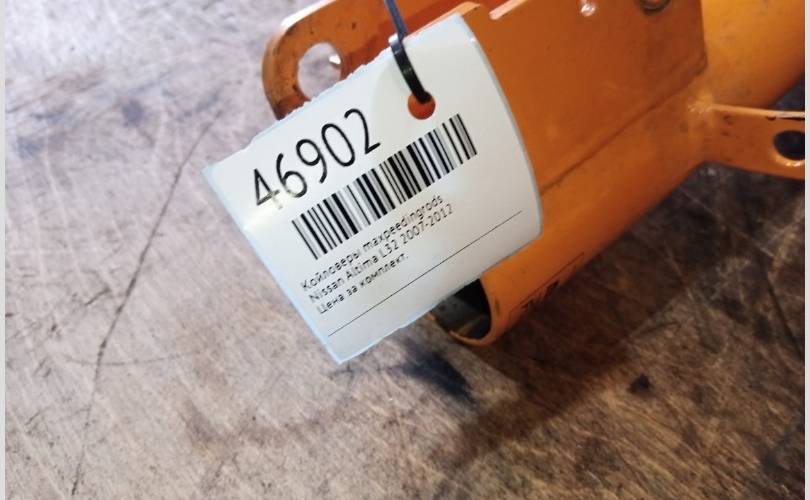 46902
Койловеры maxpeedingrods
Nissan Altima L32 2007-2012
Цена за комплект.